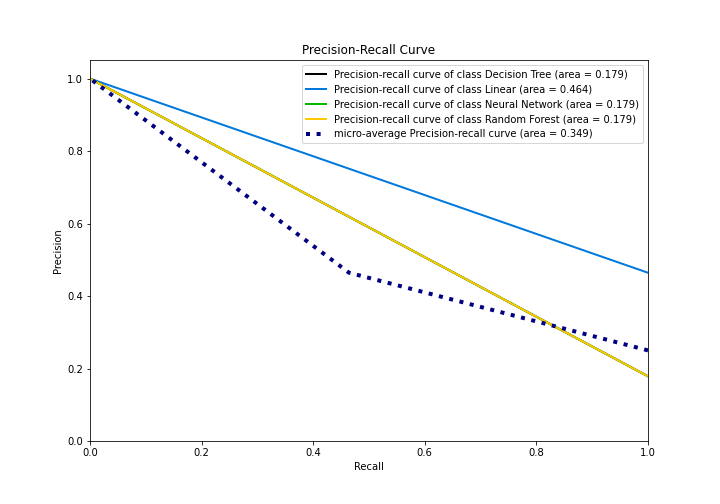 Precision-Recall Curve
Precision-recall curve of class Decision Tree (area = 0.179)
Precision-recall curve of class Linear (area = 0.464)
Precision-recall curve of class Neural Network (area = 0.179)
Precision-recall curve of class Random Forest (area = 0.179)
micro-average Precision-recall curve (area = 0.349)
Precision
1.0
0.8
0.6
0.4
0.2
0.0
0.0 0.2 0.4 0.6 0.8 1.0
Recall